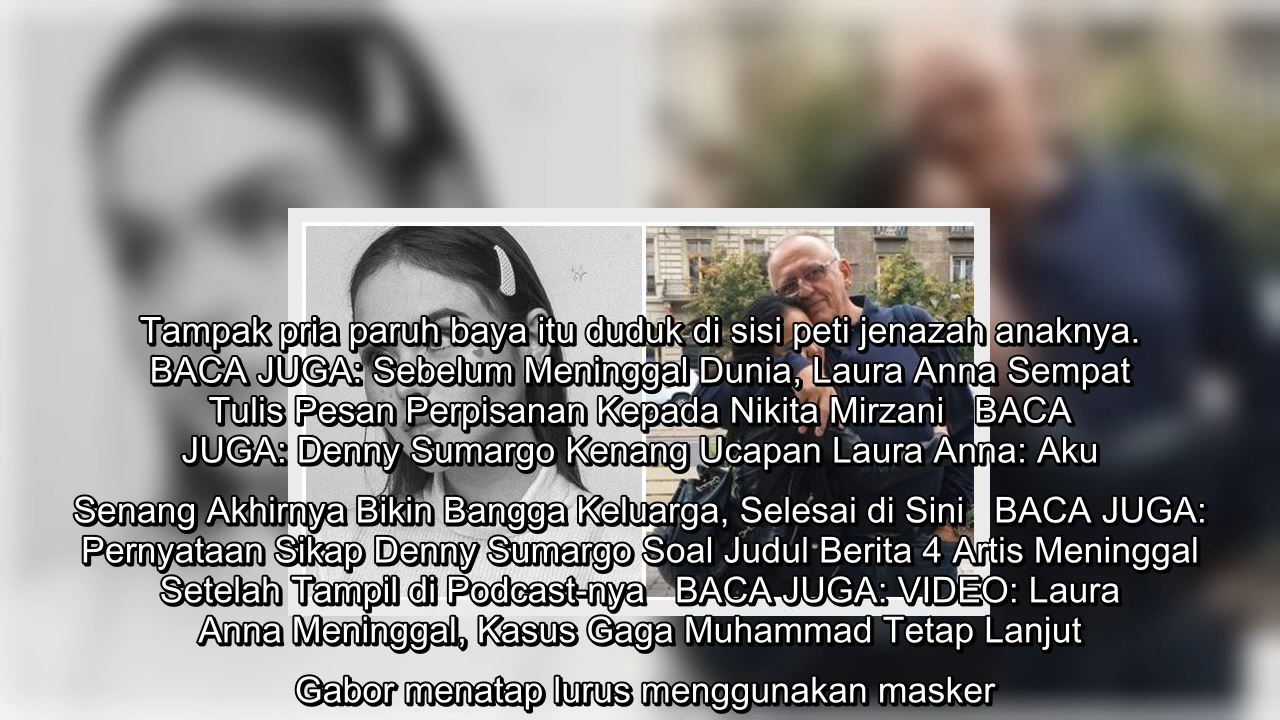 Tampak pria paruh baya itu duduk di sisi peti jenazah anaknya.
BACA JUGA: Sebelum Meninggal Dunia, Laura Anna Sempat
Tulis Pesan Perpisanan Kepada Nikita Mirzani   BACA
JUGA: Denny Sumargo Kenang Ucapan Laura Anna: Aku
Senang Akhirnya Bikin Bangga Keluarga, Selesai di Sini   BACA JUGA:
Pernyataan Sikap Denny Sumargo Soal Judul Berita 4 Artis Meninggal
Setelah Tampil di Podcast-nya   BACA JUGA: VIDEO: Laura
Anna Meninggal, Kasus Gaga Muhammad Tetap Lanjut
Gabor menatap lurus menggunakan masker